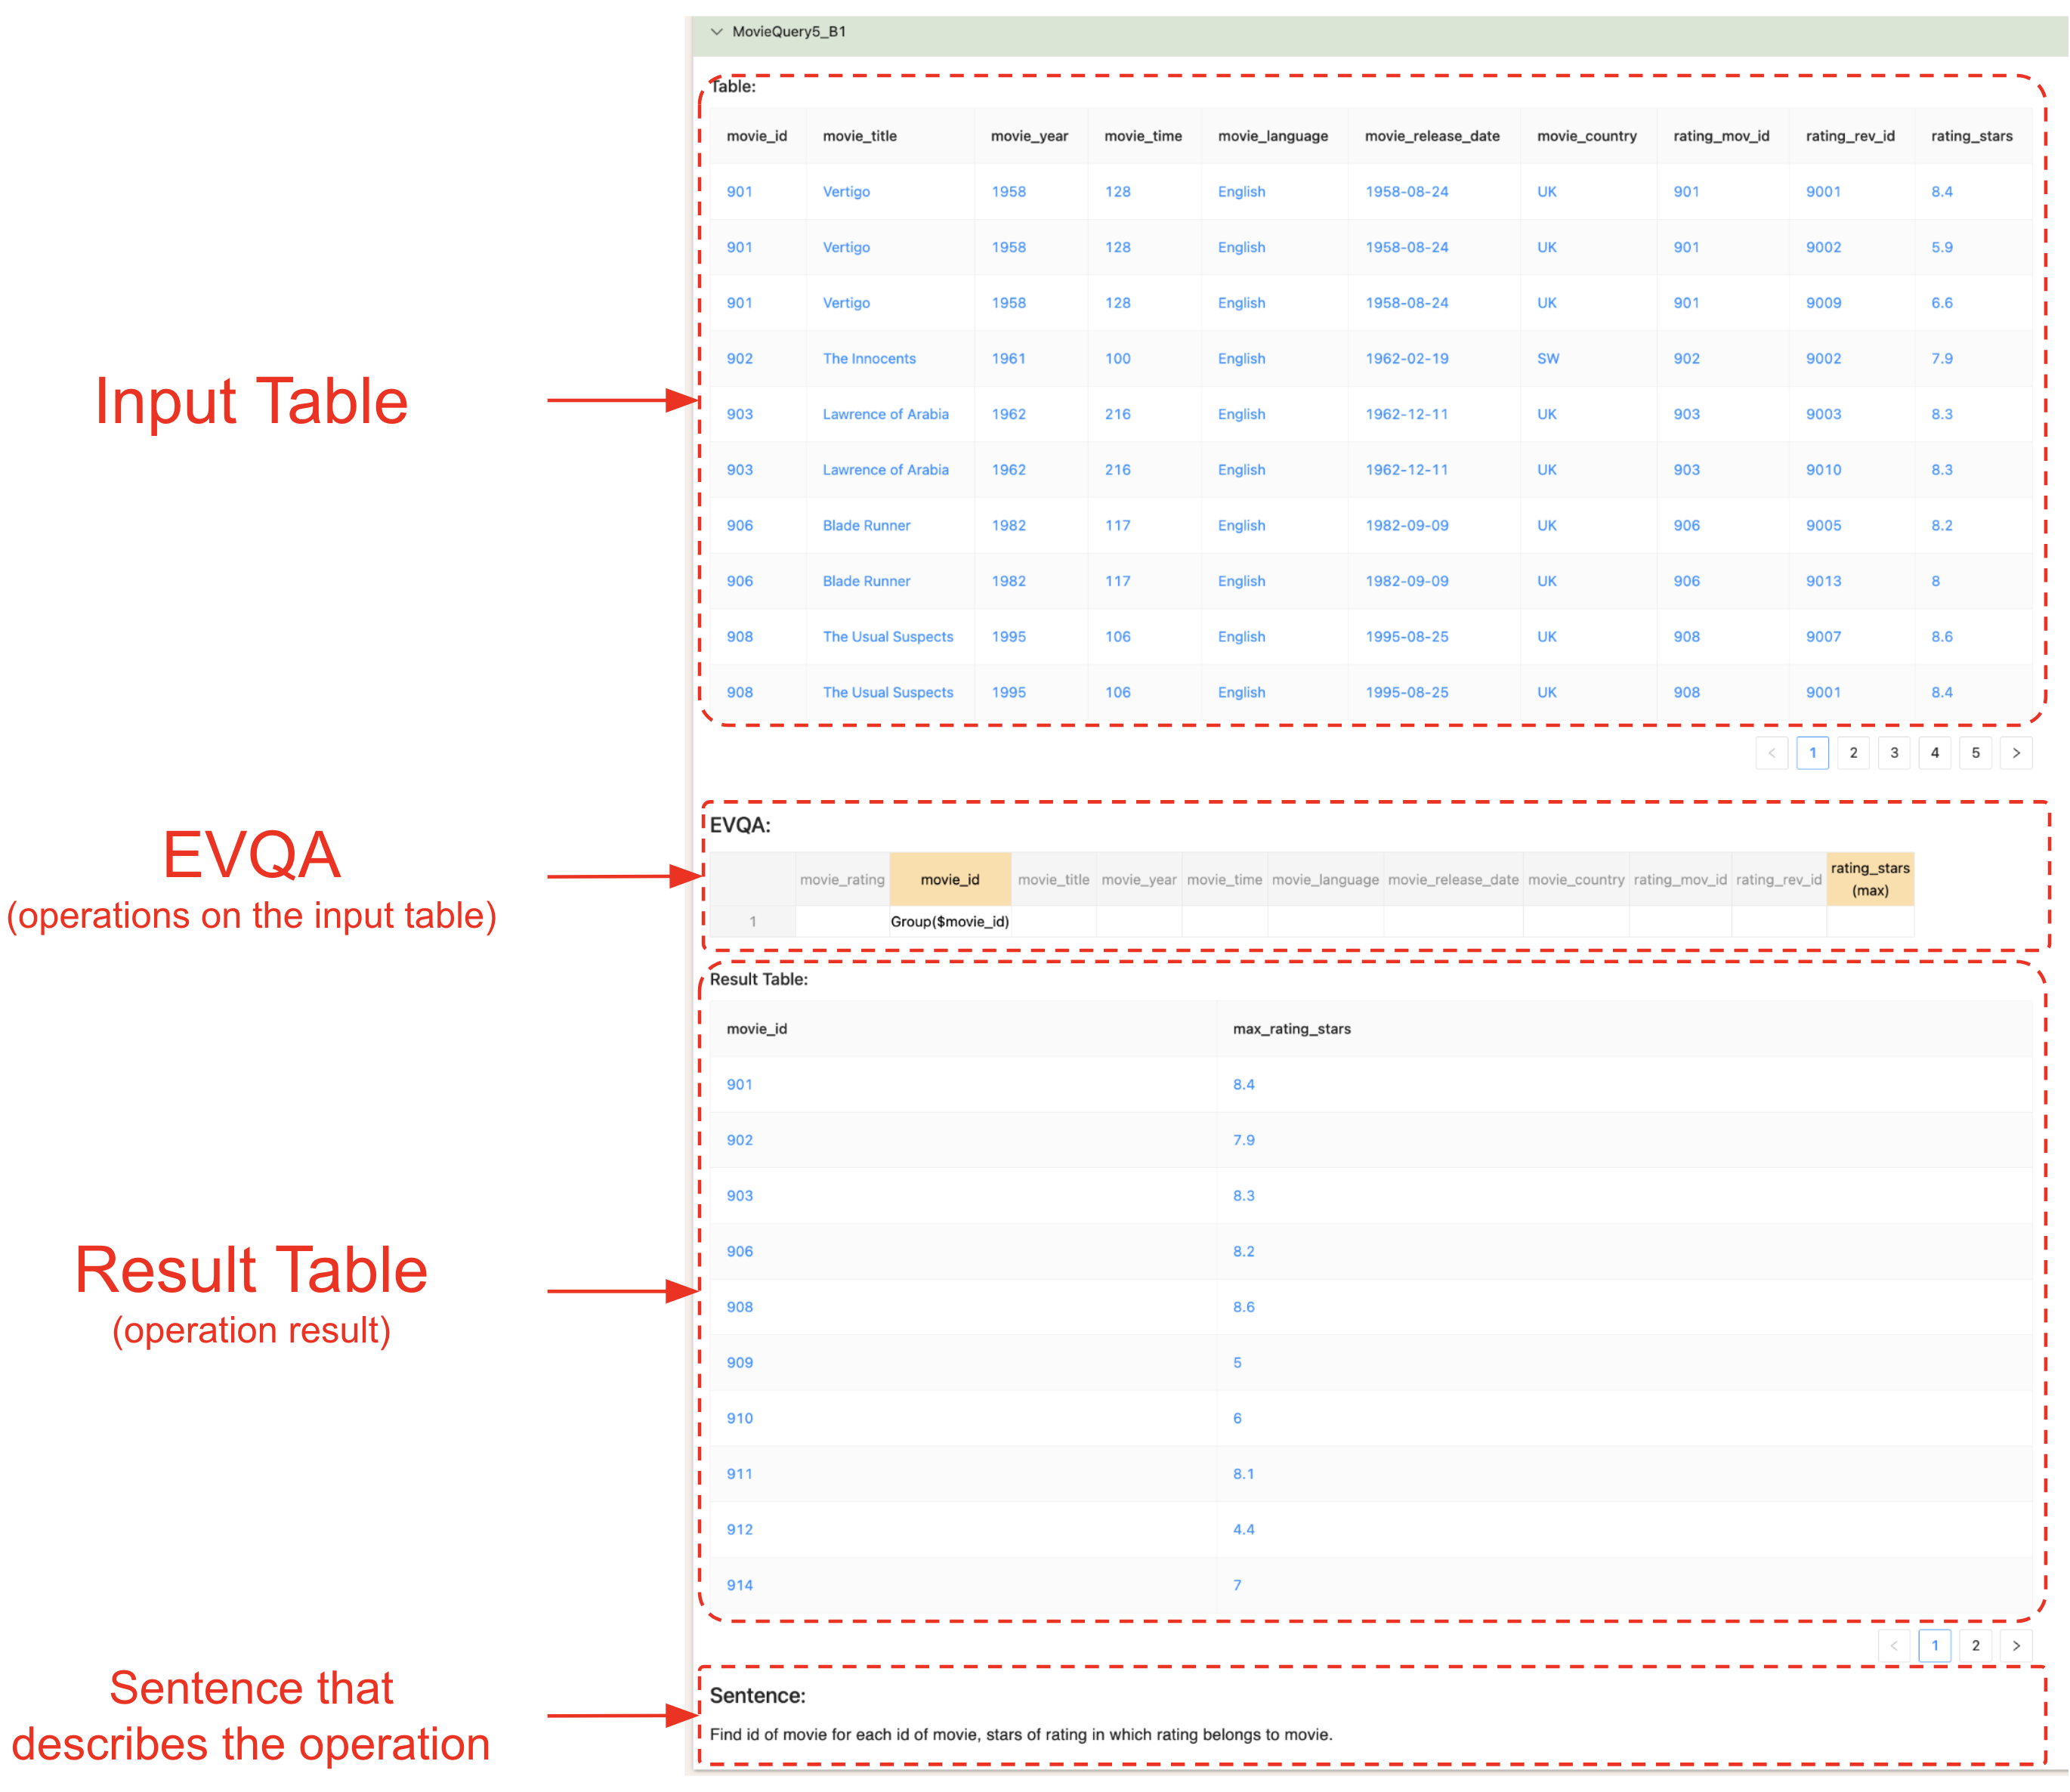 MovieQuery5_B1
Table:
movie_id movie_title movie_year movie_time movie_language movie_release_date movie_country rating_mov_id rating_rev_id rating_stars
901 Vertigo 1958 128 English 1958-08-24 UK 901 9001 8.4
901 Vertigo 1958 128 English 1958-08-24 UK 901 9002 5.9
901 Vertigo 1958 128 English 1958-08-24 UK 901 9009 6.6
902 The Innocents 1961 100 English 1962-02-19 SW 902 9002 7.9
Input Table
903 Lawrence of Arabia 1962 216 English 1962-12-11 UK 903 9003 8.3
903 Lawrence of Arabia 1962 216 English 1962-12-11 UK 903 9010 8.3
906 Blade Runner 1982 117 English 1982-09-09 UK 906 9005 8.2
906 Blade Runner 1982 117 English 1982-09-09 UK 906 9013 8
908 The Usual Suspects 1995 106 English 1995-08-25 UK 908 9007 8.6
908 The Usual Suspects 1995 106 English 1995-08-25 UK 908 9001 8.4
< 1 2 3 4 5 >
EVQA
(operations on the input table)
EVQA:
movie_rating movie_id movie_title movie_year movie_time movie_language movie_release_date movie_country rating_mov_id rating_rev_id rating_stars
(max)
1 Group($movie_id)
Result Table:
movie_id max_rating_stars
901 8.4
902 7.9
903 8.3
906 8.2
Result Table
(operation result)
908 8.6
909 5
910 6
911 8.1
912 4.4
914 7
< 1 2 >
Sentence that
describes the operation
Sentence:
Find id of movie for each id of movie, stars of rating in which rating belongs to movie.